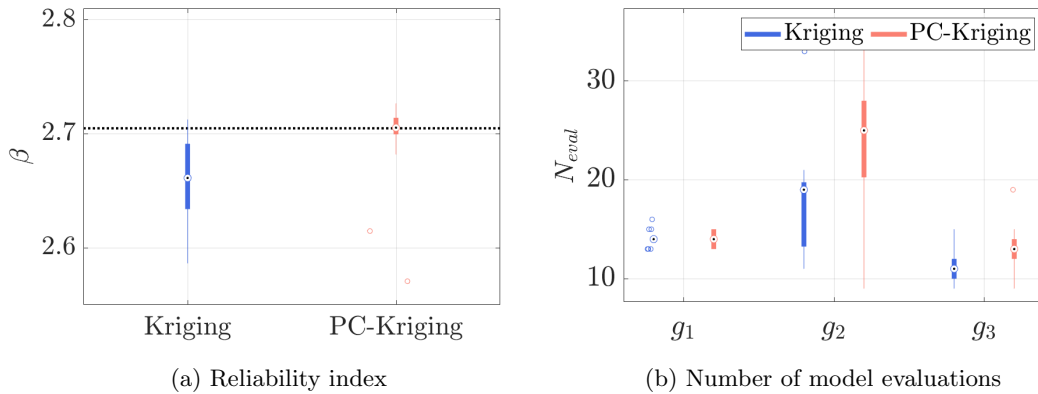 2.8
2.7
2.6
β
Kriging
PC-Kriging
(a) Reliability index
Kriging
PC-Kriging
30
20
10
N_eval
g_1
g_2
g_3
(b) Number of model evaluations